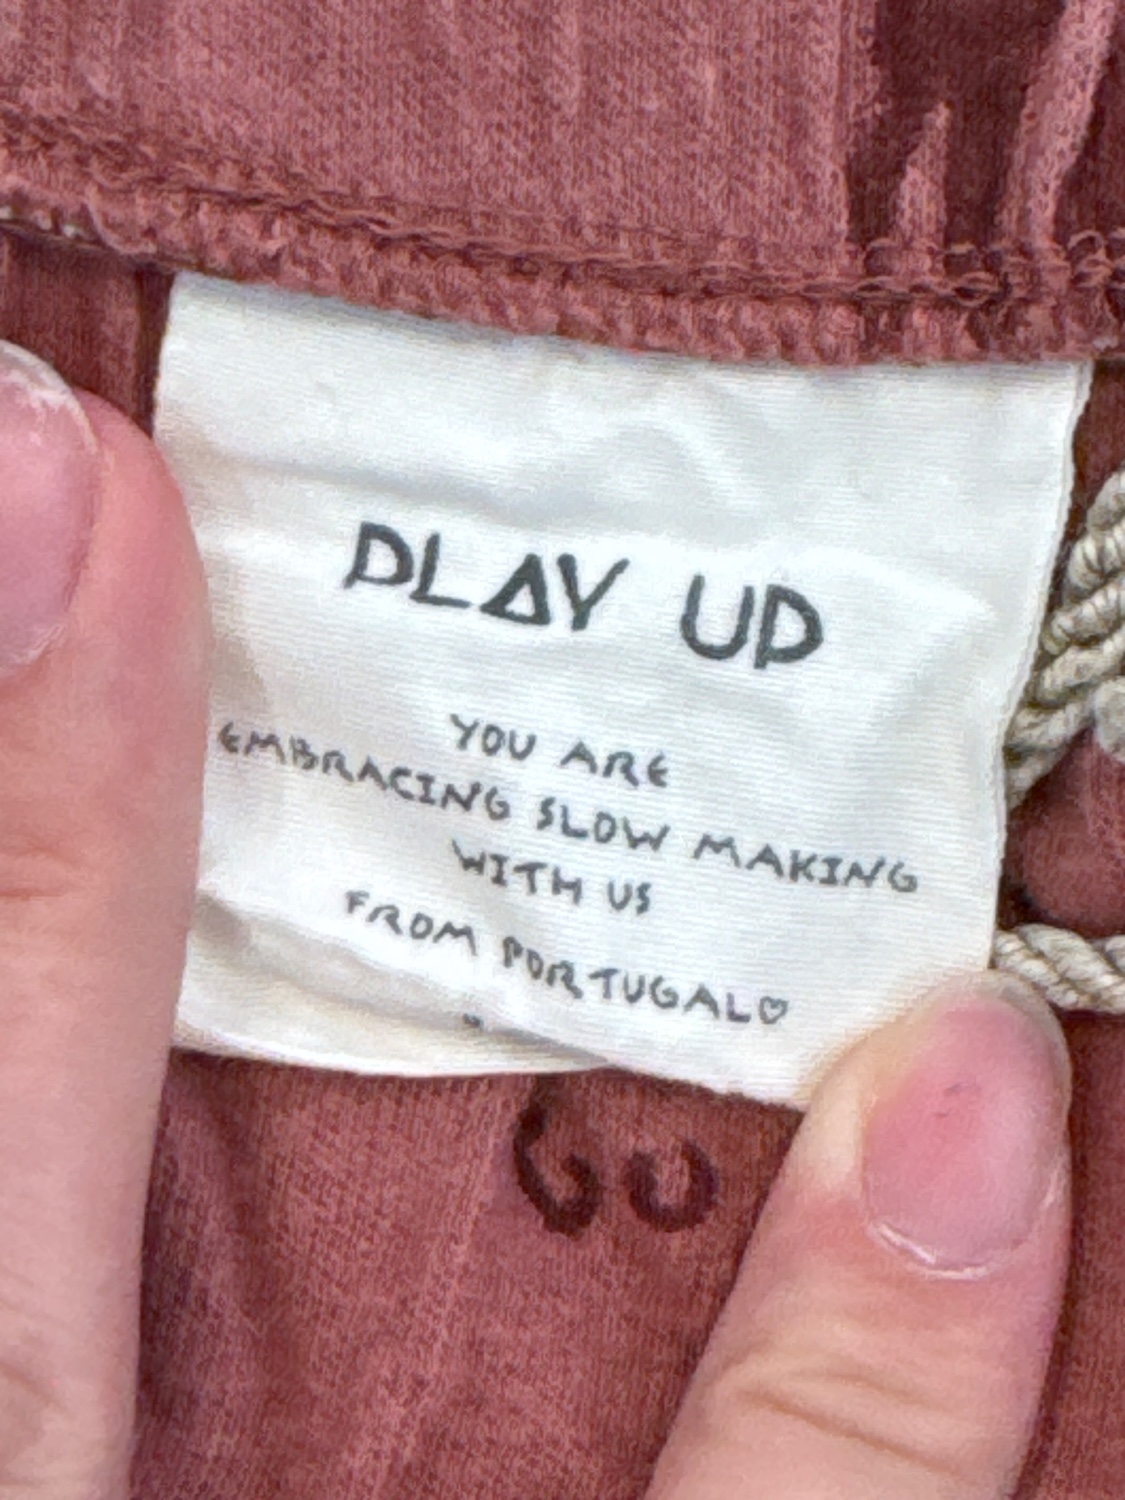 PLAY UP
YOU ARE
EMBRACING SLOW MAKING
WITH US
FROM PORTUGAL♡